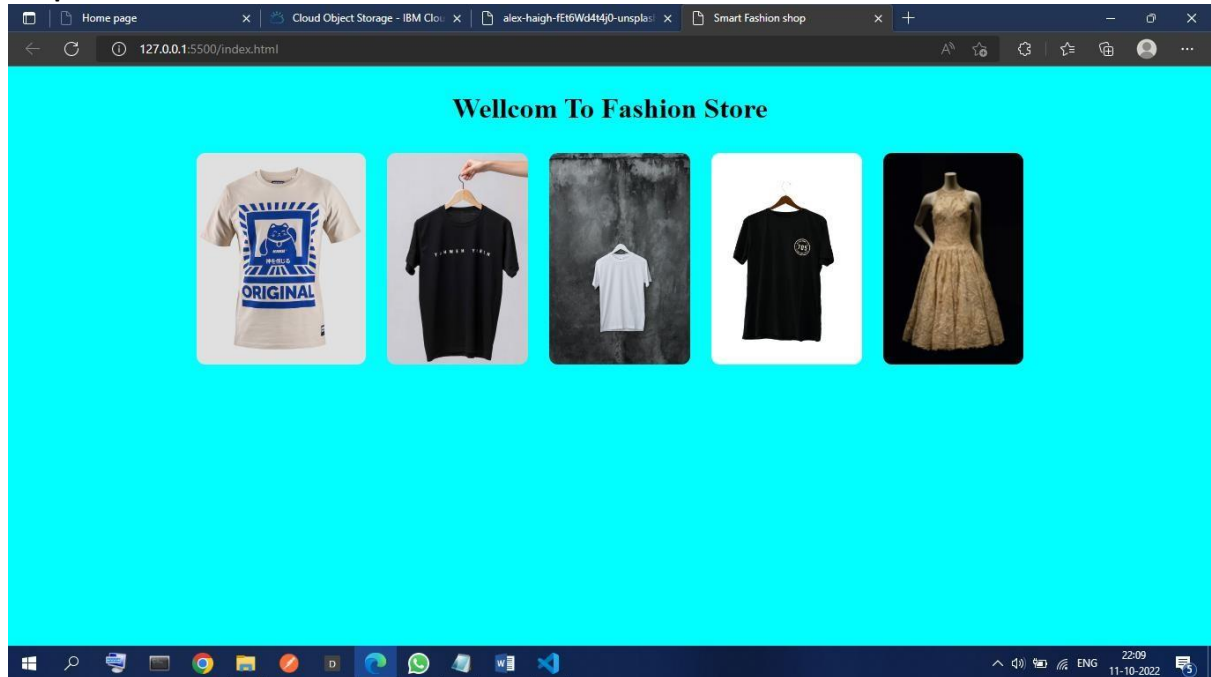 Home page
Cloud Object Storage - IBM Clou
alex-haigh-fEt6Wd4t4j0-unsplas
Smart Fashion shop
127.0.0.1:5500/index.html
Wellcom To Fashion Store
ORIGINAL
ENG
22:09
11-10-2022
5